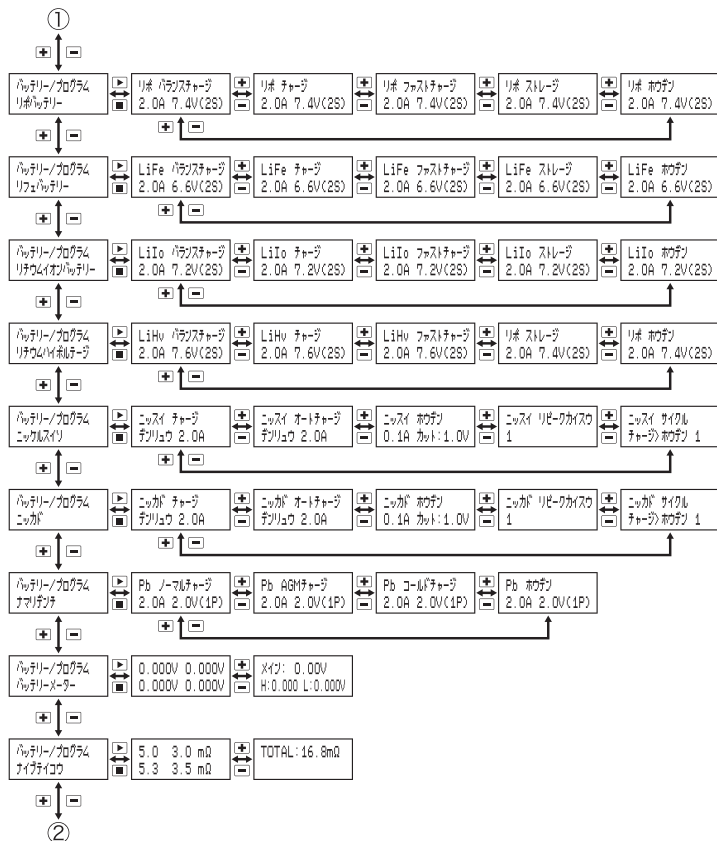 ①
+ −
バッテリー/プログラム ▶ リポ バランスチャージ + リポ チャージ + リポ ファストチャージ + リポ ストレージ + リポ ホウデン
リポバッテリー ■ 2.0A 7.4V(2S) − 2.0A 7.4V(2S) − 2.0A 7.4V(2S) − 2.0A 7.4V(2S) − 2.0A 7.4V(2S)
+ − + −
バッテリー/プログラム ▶ LiFe バランスチャージ + LiFe チャージ + LiFe ファストチャージ + LiFe ストレージ + LiFe ホウデン
リフェバッテリー ■ 2.0A 6.6V(2S) − 2.0A 6.6V(2S) − 2.0A 6.6V(2S) − 2.0A 6.6V(2S) − 2.0A 6.6V(2S)
+ − + −
バッテリー/プログラム ▶ LiIo バランスチャージ + LiIo チャージ + LiIo ファストチャージ + LiIo ストレージ + LiIo ホウデン
リチウムイオンバッテリー ■ 2.0A 7.2V(2S) − 2.0A 7.2V(2S) − 2.0A 7.2V(2S) − 2.0A 7.2V(2S) − 2.0A 7.2V(2S)
+ − + −
バッテリー/プログラム ▶ LiHv バランスチャージ + LiHv チャージ + LiHv ファストチャージ + リポ ストレージ + リポ ホウデン
リチウムハイボルテージ ■ 2.0A 7.6V(2S) − 2.0A 7.6V(2S) − 2.0A 7.6V(2S) − 2.0A 7.4V(2S) − 2.0A 7.4V(2S)
+ − + −
バッテリー/プログラム ▶ ニッスイ チャージ + ニッスイ オートチャージ + ニッスイ ホウデン + ニッスイ リピークカイスウ + ニッスイ サイクル
ニッケルスイソ ■ デンリュウ 2.0A − デンリュウ 2.0A − 0.1A カット:1.0V − 1 − チャージ>ホウデン 1
+ − + −
バッテリー/プログラム ▶ ニッカド チャージ + ニッカド オートチャージ + ニッカド ホウデン + ニッカド リピークカイスウ + ニッカド サイクル
ニッカド ■ デンリュウ 2.0A − デンリュウ 2.0A − 0.1A カット:1.0V − 1 − チャージ>ホウデン 1
+ − + −
バッテリー/プログラム ▶ Pb ノーマルチャージ + Pb AGMチャージ + Pb コールドチャージ + Pb ホウデン
ナマリデンチ ■ 2.0A 2.0V(1P) − 2.0A 2.0V(1P) − 2.0A 2.0V(1P) − 2.0A 2.0V(1P)
+ − + −
バッテリー/プログラム ▶ 0.000V 0.000V + メイン: 0.00V
バッテリーメーター ■ 0.000V 0.000V − H:0.000 L:0.000V
+ −
バッテリー/プログラム ▶ 5.0 3.0 mΩ + TOTAL:16.8mΩ
ナイブテイコウ ■ 5.3 3.5 mΩ −
+ −
②